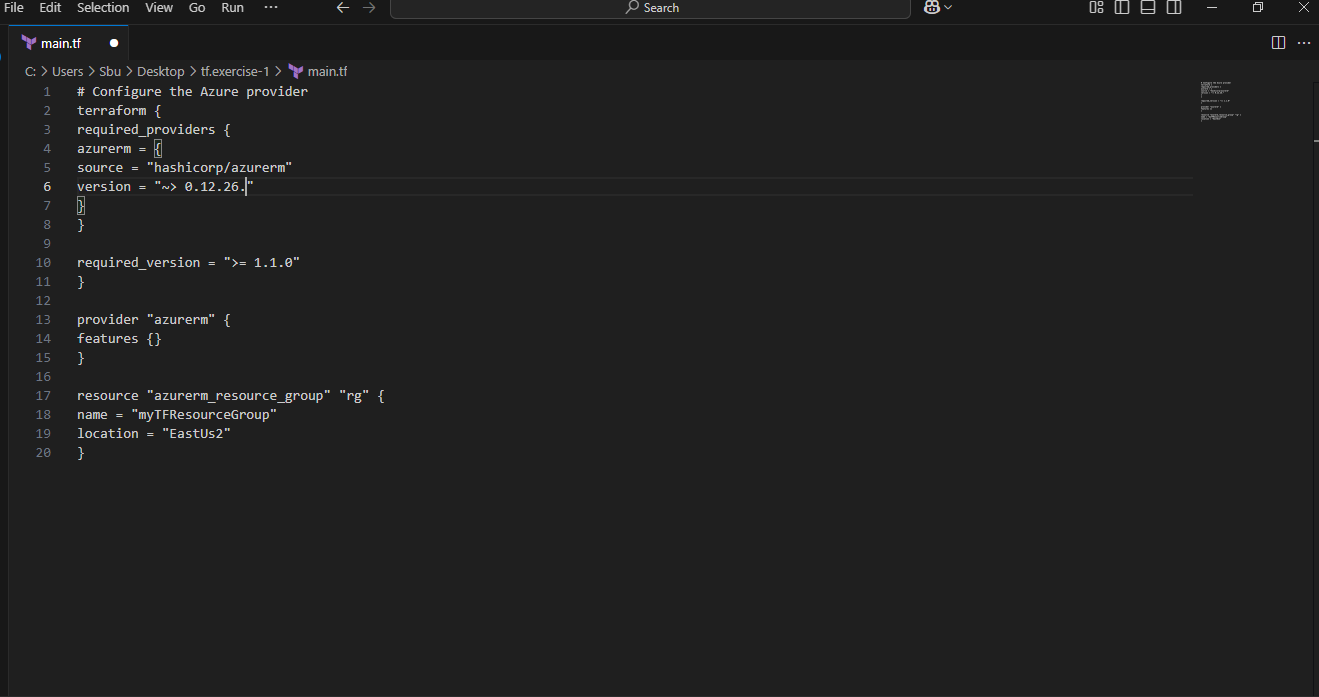 File Edit Selection View Go Run ··· ← → Search
main.tf ● ···
C: > Users > Sbu > Desktop > tf.exercise-1 > main.tf
1 # Configure the Azure provider
2 terraform {
3 required_providers {
4 azurerm = {
5 source = "hashicorp/azurerm"
6 version = "~> 0.12.26."
7 }
8 }
9
10 required_version = ">= 1.1.0"
11 }
12
13 provider "azurerm" {
14 features {}
15 }
16
17 resource "azurerm_resource_group" "rg" {
18 name = "myTFResourceGroup"
19 location = "EastUs2"
20 }